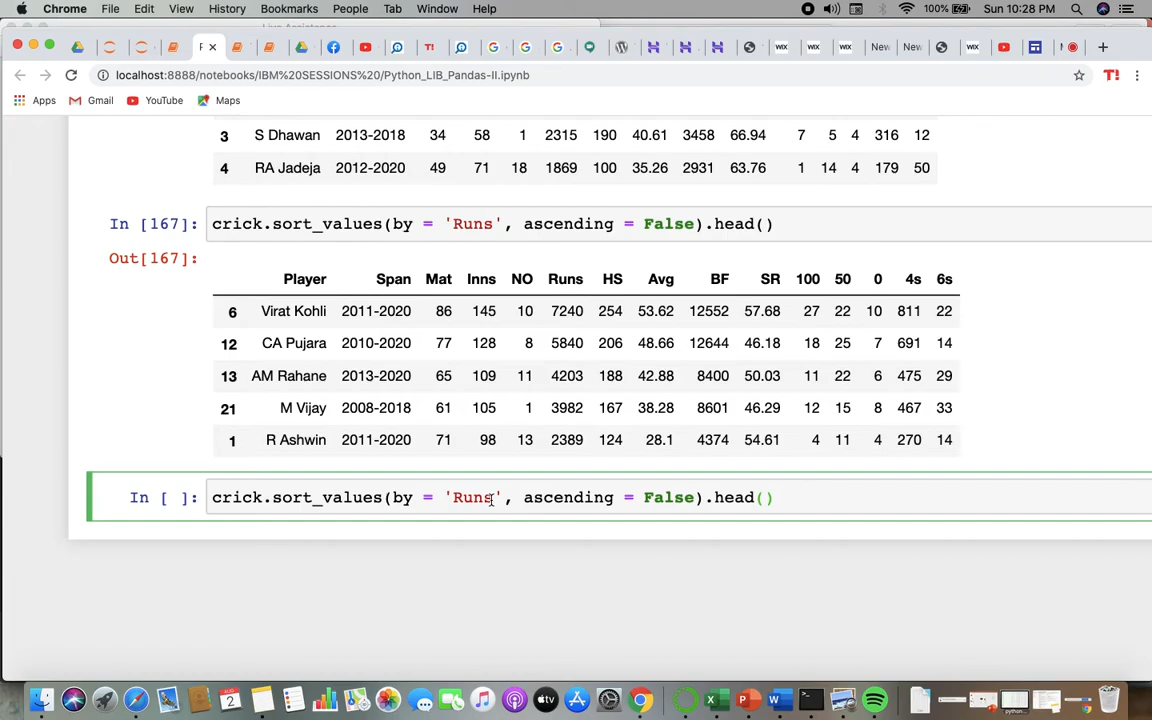 Chrome File Edit View History Bookmarks People Tab Window Help 100% Sun 10:28 PM
P New New
localhost:8888/notebooks/IBM%20SESSIONS%20/Python_LIB_Pandas-II.ipynb
Apps Gmail YouTube Maps
3 S Dhawan 2013-2018 34 58 1 2315 190 40.61 3458 66.94 7 5 4 316 12
4 RA Jadeja 2012-2020 49 71 18 1869 100 35.26 2931 63.76 1 14 4 179 50
In [167]: crick.sort_values(by = 'Runs', ascending = False).head()
Out[167]:
Player Span Mat Inns NO Runs HS Avg BF SR 100 50 0 4s 6s
6 Virat Kohli 2011-2020 86 145 10 7240 254 53.62 12552 57.68 27 22 10 811 22
12 CA Pujara 2010-2020 77 128 8 5840 206 48.66 12644 46.18 18 25 7 691 14
13 AM Rahane 2013-2020 65 109 11 4203 188 42.88 8400 50.03 11 22 6 475 29
21 M Vijay 2008-2018 61 105 1 3982 167 38.28 8601 46.29 12 15 8 467 33
1 R Ashwin 2011-2020 71 98 13 2389 124 28.1 4374 54.61 4 11 4 270 14
In [ ]: crick.sort_values(by = 'Runs', ascending = False).head()